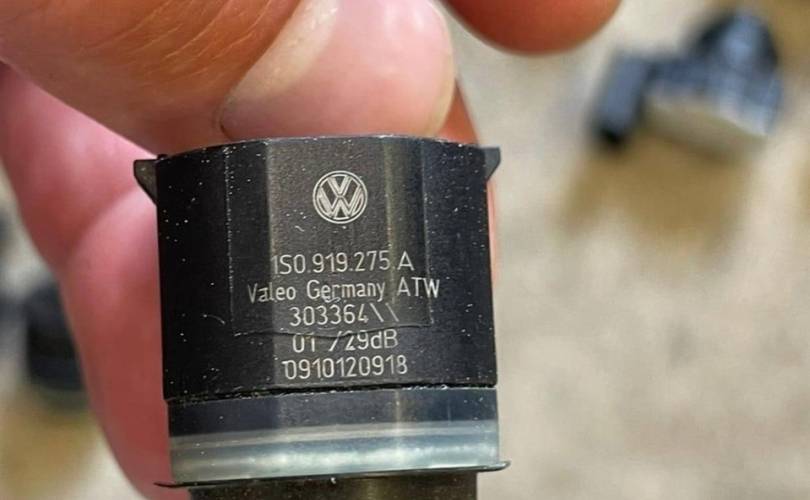 1S0.919.275.A
Valeo Germany ATW
303364\\
01 /29dB
0910120918